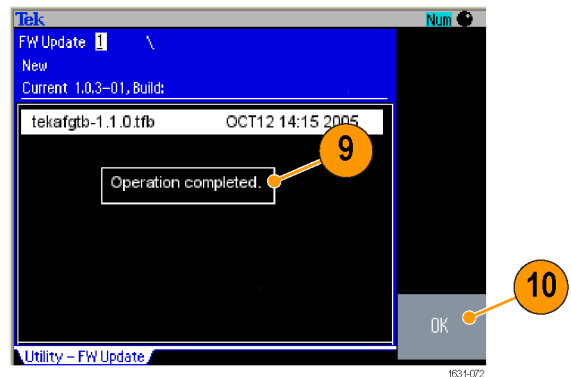 Tek Num
FW Update 1 \
New
Current 1.0.3-01, Build:
tekafgtb-1.1.0.tfb OCT12 14:15 2005
9
Operation completed.
10
OK
Utility - FW Update
1631-072